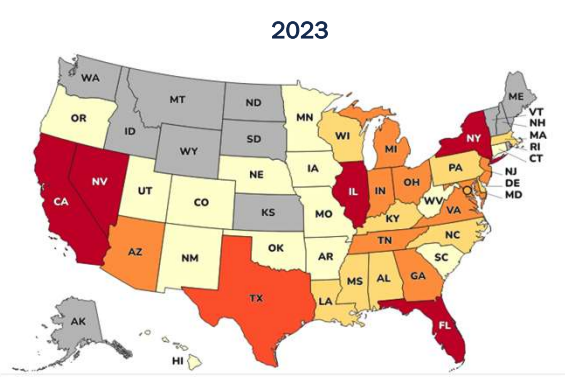 2023
WA
MT
ND
MN
ME
VT
NH
MA
RI
CT
OR
ID
SD
WI
MI
NY
WY
NE
IA
PA
NJ
DE
MD
CA
NV
UT
CO
IL
IN
OH
WV
VA
KS
MO
KY
NC
AZ
NM
OK
AR
TN
SC
TX
LA
MS
AL
GA
FL
AK
HI